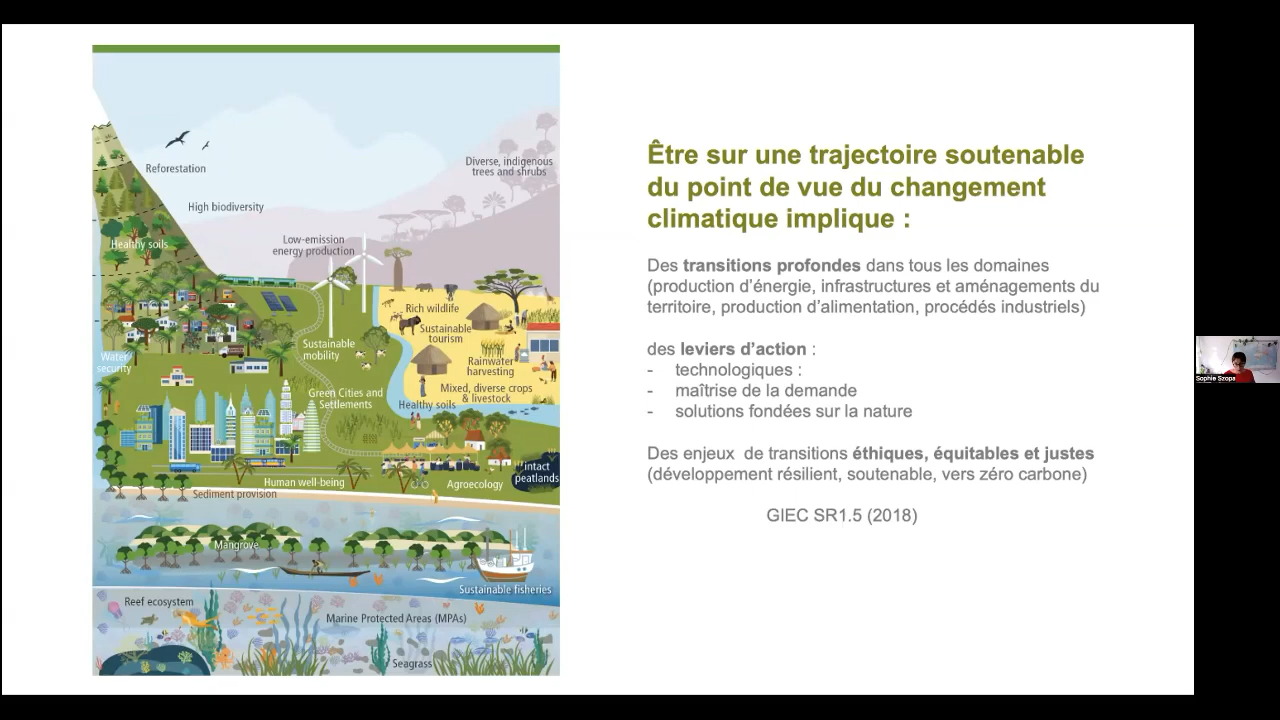 Reforestation
Diverse, indigenous
trees and shrubs
High biodiversity
Healthy soils
Low-emission
energy production
Rich wildlife
Sustainable
tourism
Sustainable
mobility
Water
security
Rainwater
harvesting
Green Cities and
Settlements
Mixed, diverse crops
& livestock
Healthy soils
intact
peatlands
Human well-being
Agroecology
Sediment provision
Mangrove
Sustainable fisheries
Reef ecosystem
Marine Protected Areas (MPAs)
Seagrass
Être sur une trajectoire soutenable
du point de vue du changement
climatique implique :
Des transitions profondes dans tous les domaines
(production d’énergie, infrastructures et aménagements du
territoire, production d’alimentation, procédés industriels)
des leviers d’action :
- technologiques :
- maîtrise de la demande
- solutions fondées sur la nature
Des enjeux de transitions éthiques, équitables et justes
(développement résilient, soutenable, vers zéro carbone)
GIEC SR1.5 (2018)
Sophie Szopa